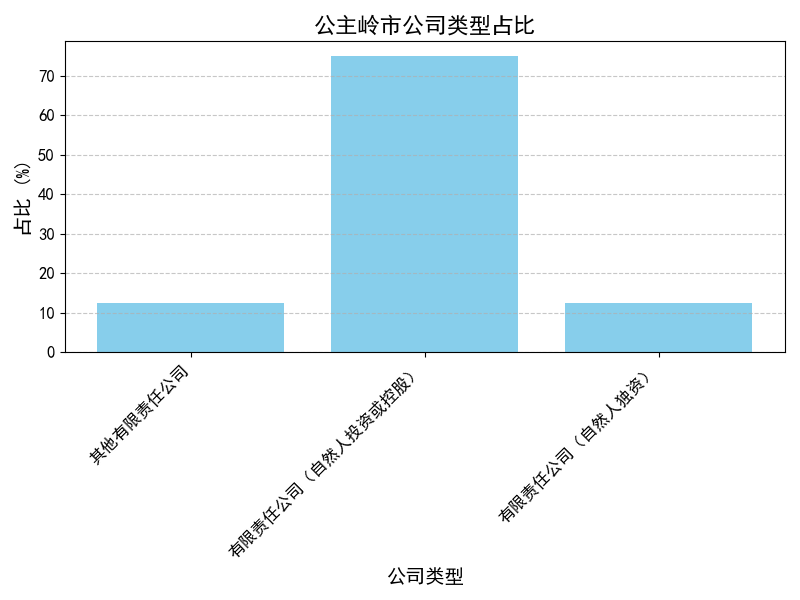 公主岭市公司类型占比
占比 (%)
70
60
50
40
30
20
10
0
其他有限责任公司
有限责任公司（自然人投资或控股）
有限责任公司（自然人独资）
公司类型